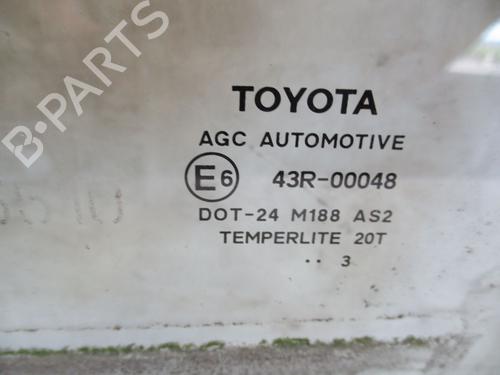 B-PARTS
TOYOTA
AGC AUTOMOTIVE
E6 43R-00048
DOT-24 M188 AS2
TEMPERLITE 20T
·· 3